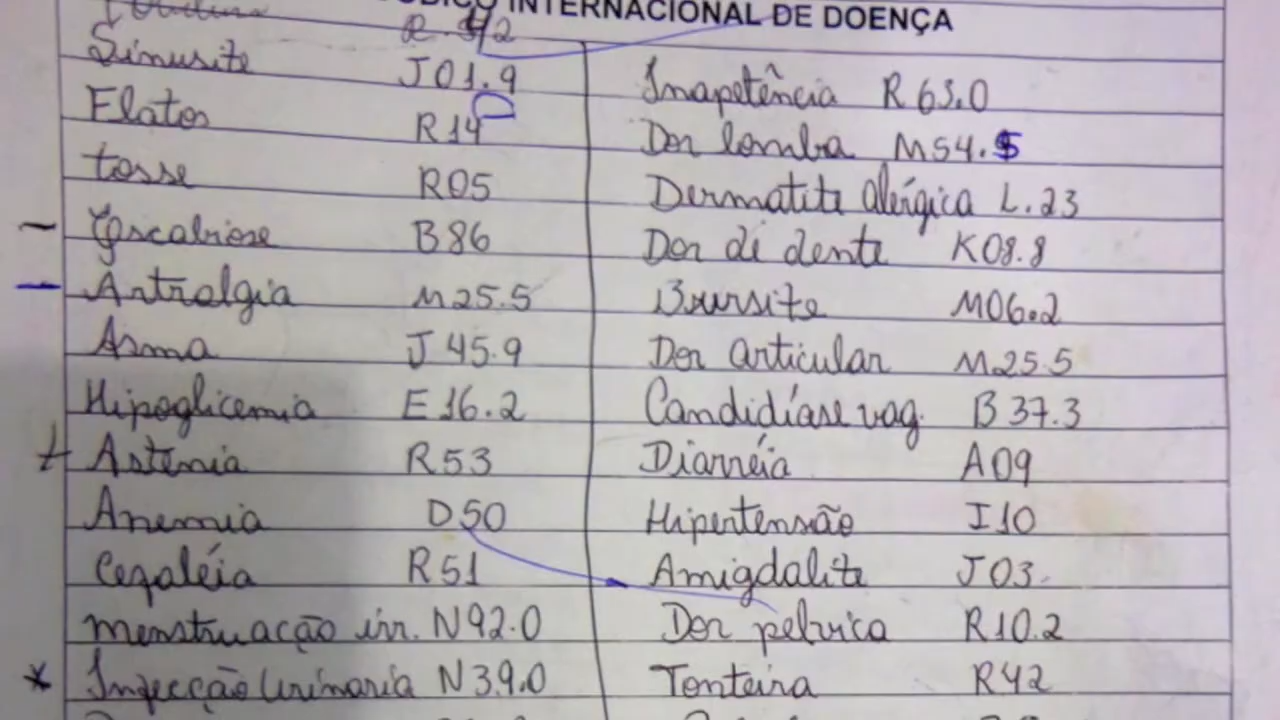 INTERNACIONAL DE DOENÇA
Sinusite J01.9
Flatos R14
tosse R05
Escabiose B86
Artralgia M25.5
Asma J45.9
Hipoglicemia E16.2
Astenia R53
Anemia D50
Cefaléia R51
menstruação irr. N92.0
Infecção Urinaria N39.0
Inapetência R63.0
Dor lomba M54.5
Dermatite alérgica L.23
Dor de dente K08.8
Bursite M06.2
Dor articular M25.5
Candidíase vag. B37.3
Diarréia A09
Hipertensão I10
Amigdalite J03.
Dor pelvica R10.2
Tonteira R42